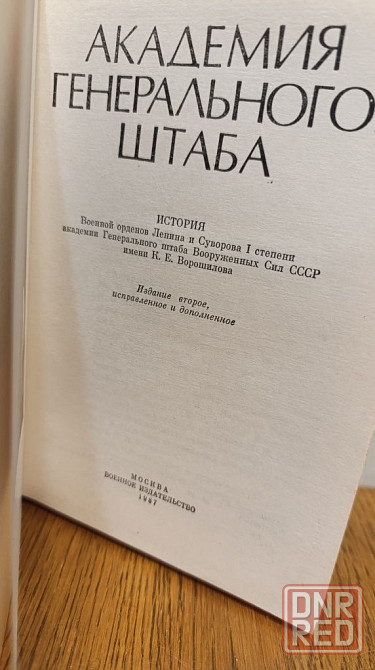 АКАДЕМИЯ
ГЕНЕРАЛЬНОГО
ШТАБА
ИСТОРИЯ
Военной орденов Ленина и Суворова I степени
академии Генерального штаба Вооруженных Сил СССР
имени К. Е. Ворошилова
Издание второе,
исправленное и дополненное
МОСКВА
ВОЕННОЕ ИЗДАТЕЛЬСТВО
1987
DNR
RED